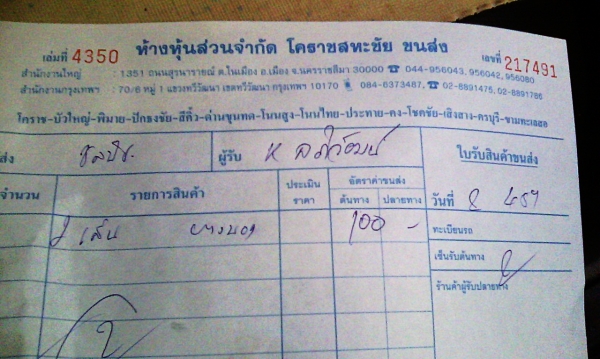 เล่มที่ 4350 ห้างหุ้นส่วนจำกัด โคราชสหะชัย ขนส่ง เลขที่ 217491
สำนักงานใหญ่ : 1351 ถนนสุรนารายณ์ ต.ในเมือง อ.เมือง จ.นครราชสีมา 30000 ☎ 044-956043, 956042, 956080
สำนักงานกรุงเทพฯ : 70/6 หมู่ 1 แขวงทวีวัฒนา เขตทวีวัฒนา กรุงเทพฯ 10170 084-6373487, ☎ 02-8891475, 02-8891786
โคราช-บัวใหญ่-พิมาย-ปักธงชัย-สีคิ้ว-ด่านขุนทด-โนนสูง-โนนไทย-ประทาย-คง-โชคชัย-เสิงสาง-ครบุรี-ชานทะเลสอ
ส่ง ผู้รับ ใบรับสินค้าขนส่ง
จำนวน รายการสินค้า ประเมินราคา อัตราค่าขนส่ง ต้นทาง ปลายทาง วันที่
2 เส้น 100 - ทะเบียนรถ
เซ็นรับต้นทาง
ร้านค้าผู้รับปลายทาง